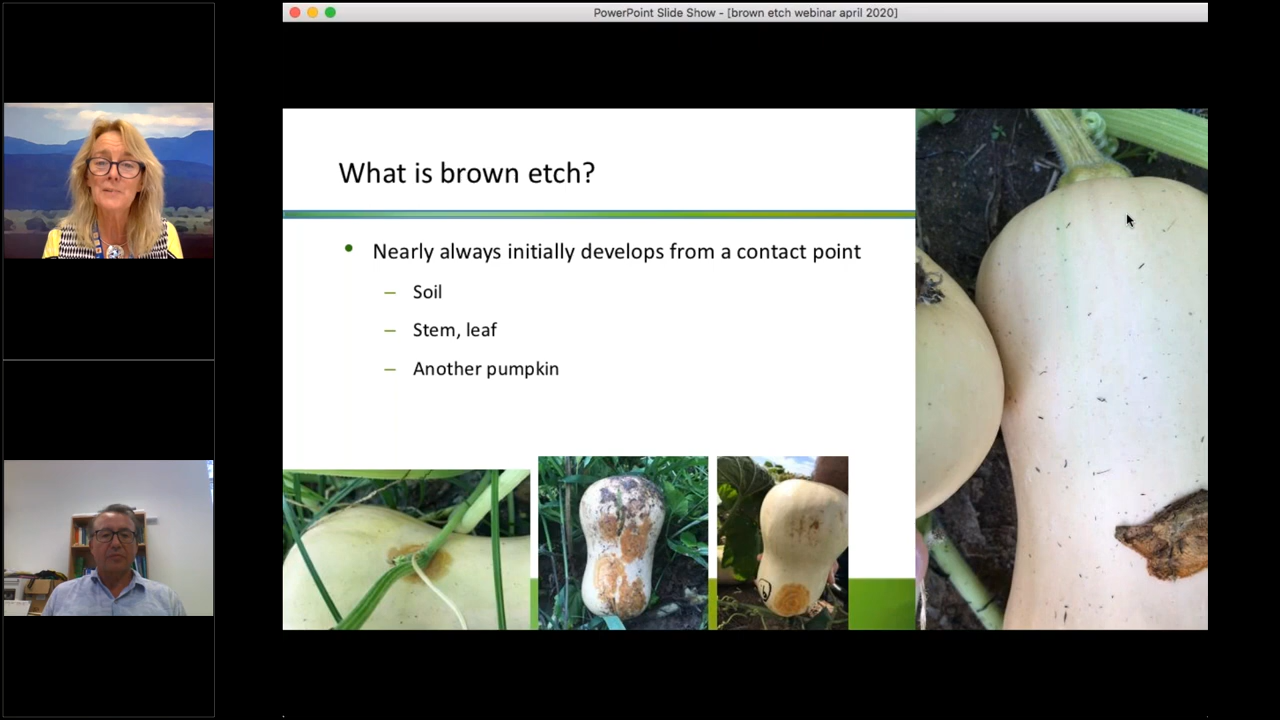 PowerPoint Slide Show - [brown etch webinar april 2020]
What is brown etch?
• Nearly always initially develops from a contact point
– Soil
– Stem, leaf
– Another pumpkin